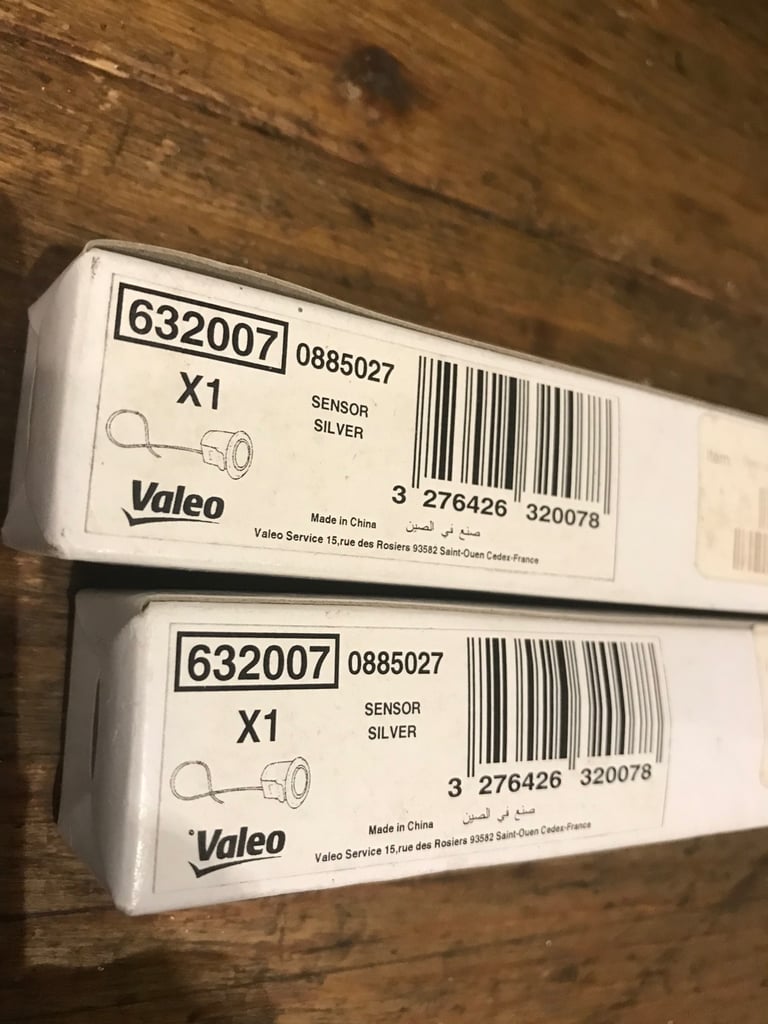 632007 0885027
X1
SENSOR
SILVER
Valeo
Made in China صنع في الصين
Valeo Service 15,rue des Rosiers 93582 Saint-Ouen Cedex-France
3 276426 320078
632007 0885027
X1
SENSOR
SILVER
Valeo
Made in China صنع في الصين
Valeo Service 15,rue des Rosiers 93582 Saint-Ouen Cedex-France
3 276426 320078
Item